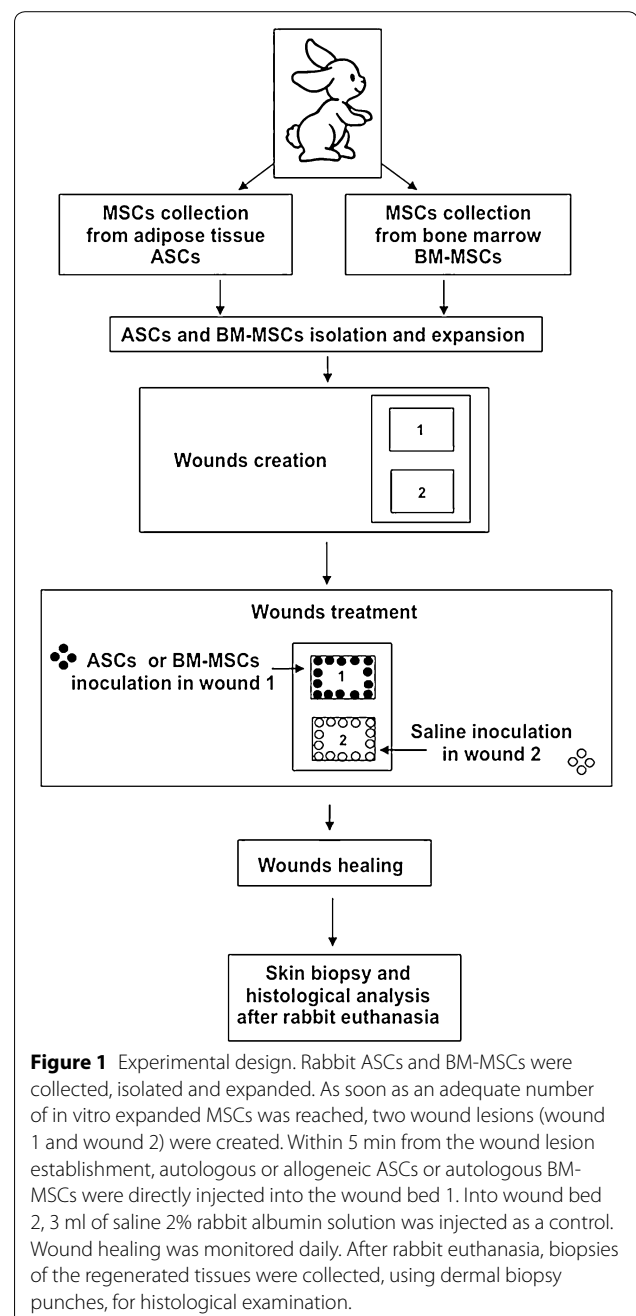 MSCs collection
from adipose tissue
ASCs
MSCs collection
from bone marrow
BM-MSCs
ASCs and BM-MSCs isolation and expansion
Wounds creation
1
2
Wounds treatment
ASCs or BM-MSCs
inoculation in wound 1
1
2
Saline inoculation
in wound 2
Wounds healing
Skin biopsy and
histological analysis
after rabbit euthanasia
Figure 1 Experimental design. Rabbit ASCs and BM-MSCs were
collected, isolated and expanded. As soon as an adequate number
of in vitro expanded MSCs was reached, two wound lesions (wound
1 and wound 2) were created. Within 5 min from the wound lesion
establishment, autologous or allogeneic ASCs or autologous BM-
MSCs were directly injected into the wound bed 1. Into wound bed
2, 3 ml of saline 2% rabbit albumin solution was injected as a control.
Wound healing was monitored daily. After rabbit euthanasia, biopsies
of the regenerated tissues were collected, using dermal biopsy
punches, for histological examination.